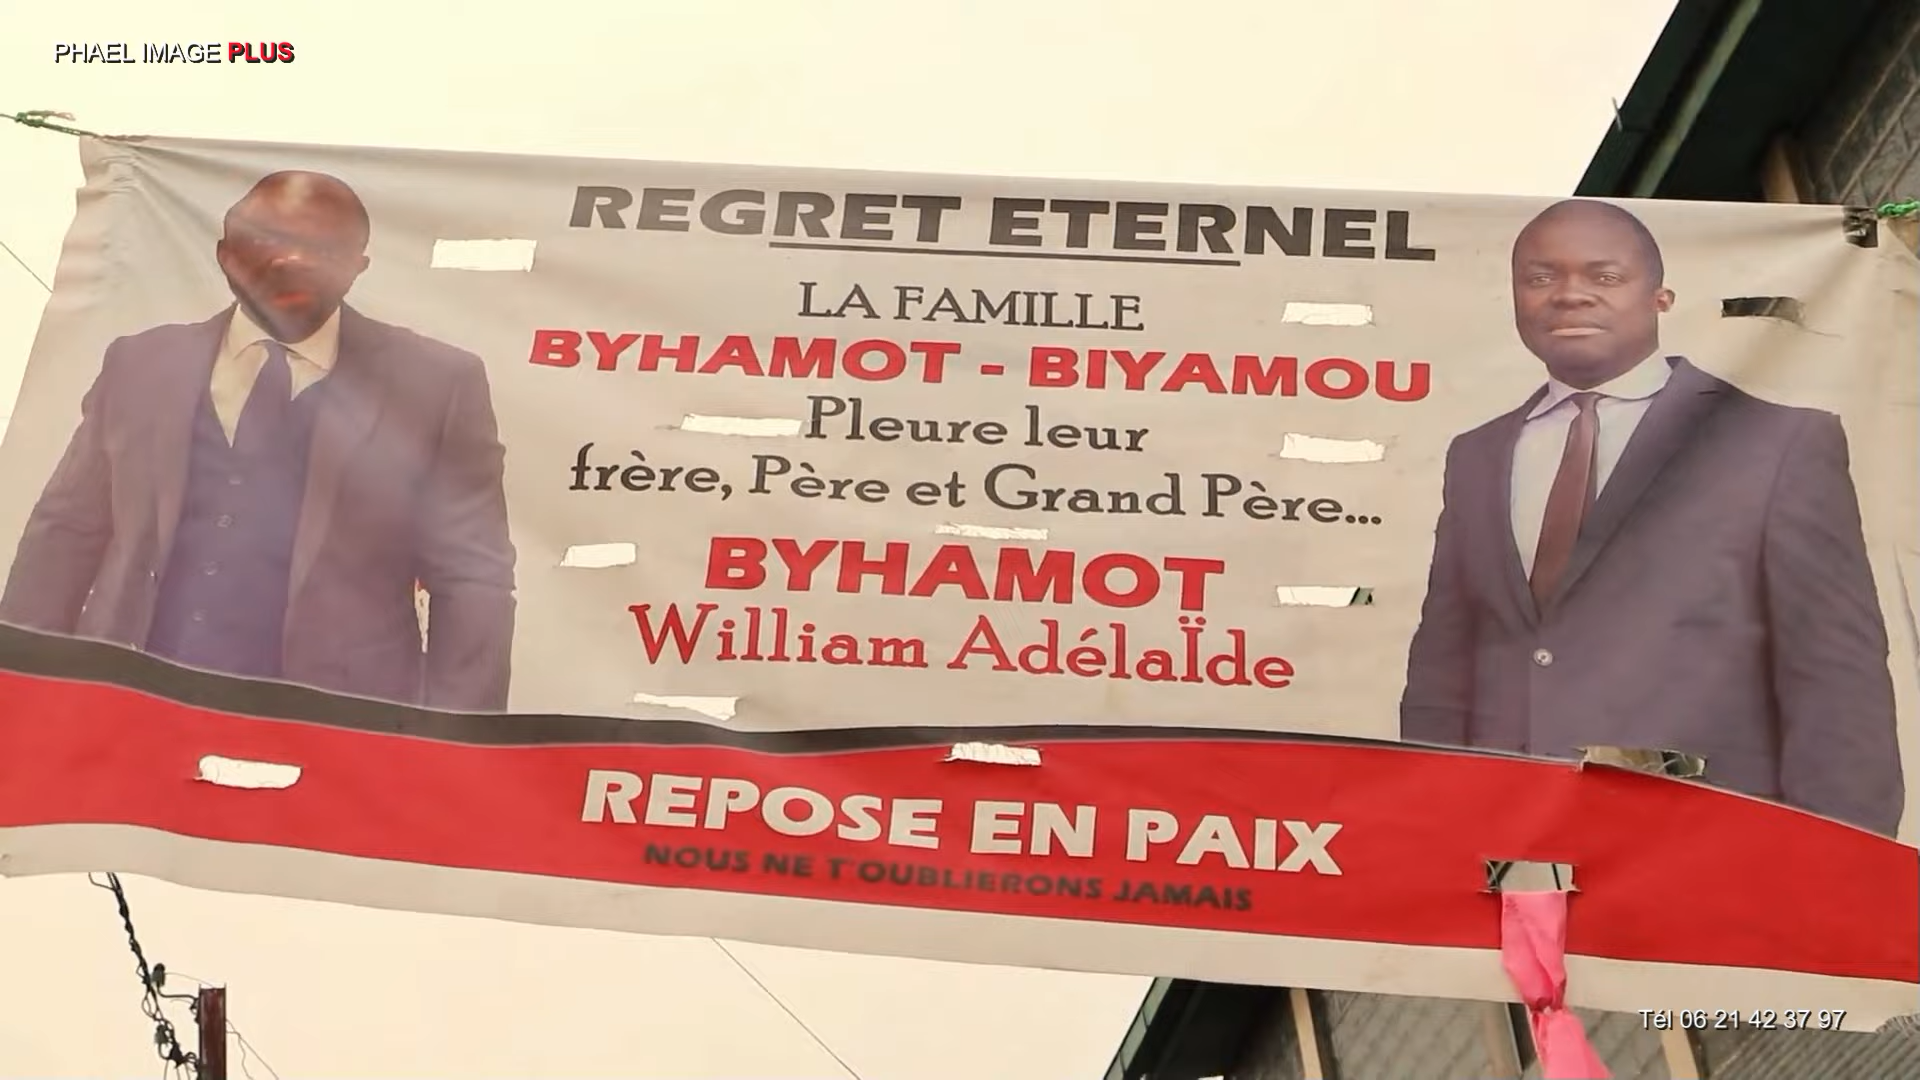 PHAEL IMAGE PLUS
REGRET ETERNEL
LA FAMILLE
BYHAMOT - BIYAMOU
Pleure leur
frère, Père et Grand Père...
BYHAMOT
William AdélaÏde
REPOSE EN PAIX
NOUS NE T'OUBLIERONS JAMAIS
Tél 06 21 42 37 97